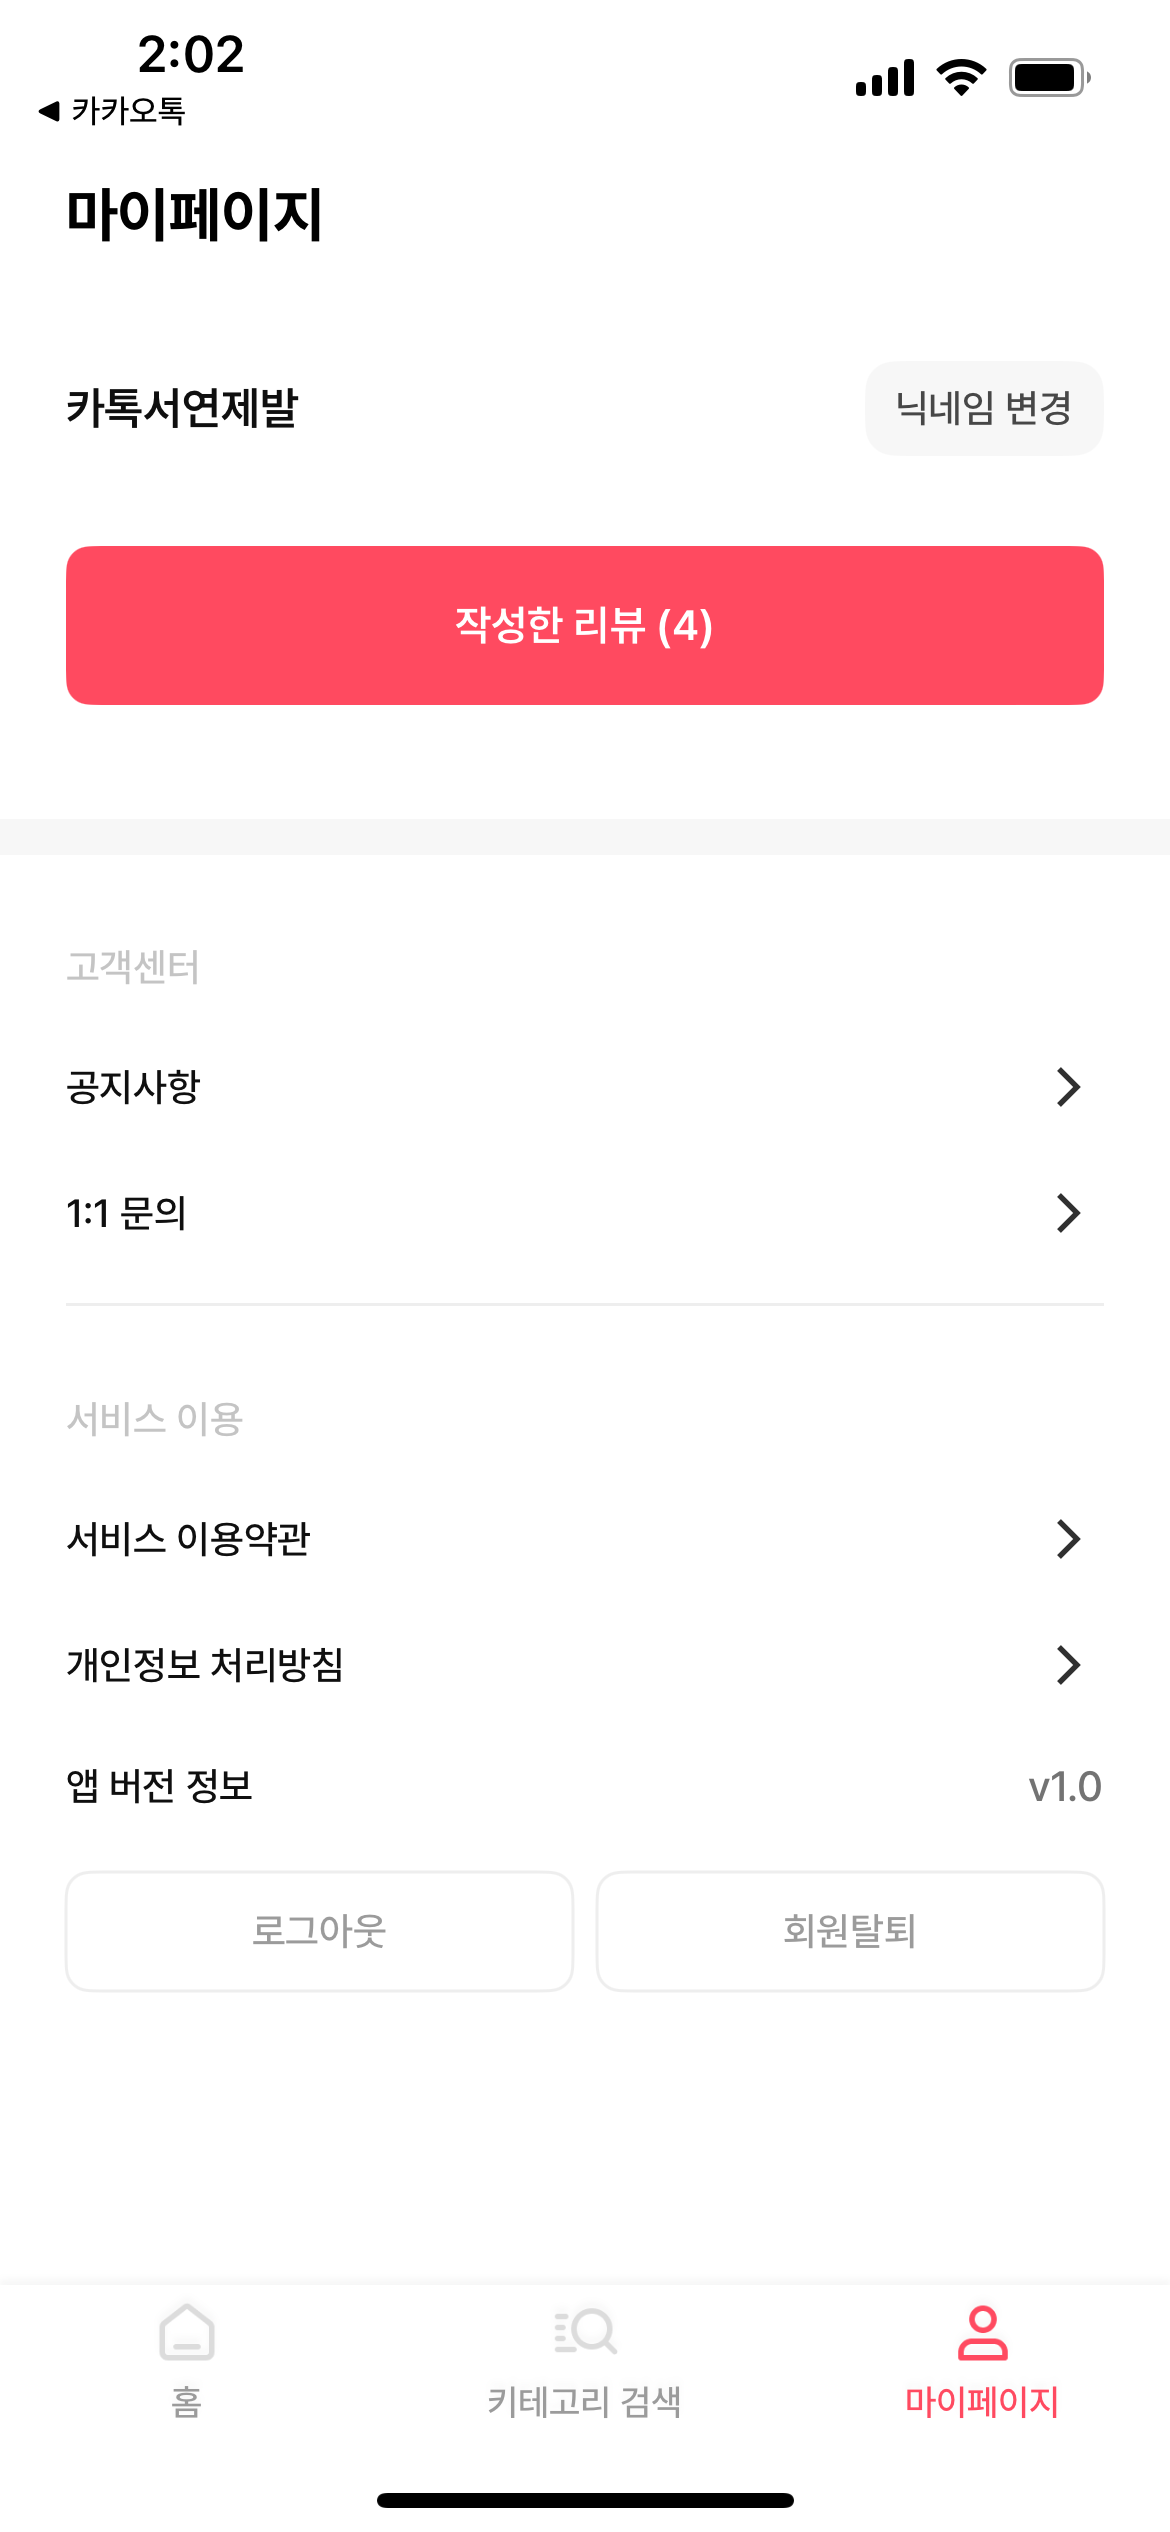 2:02
◀ 카카오톡
마이페이지
카톡서연제발
닉네임 변경
작성한 리뷰 (4)
고객센터
공지사항
1:1 문의
서비스 이용
서비스 이용약관
개인정보 처리방침
앱 버전 정보
v1.0
로그아웃
회원탈퇴
홈
키테고리 검색
마이페이지